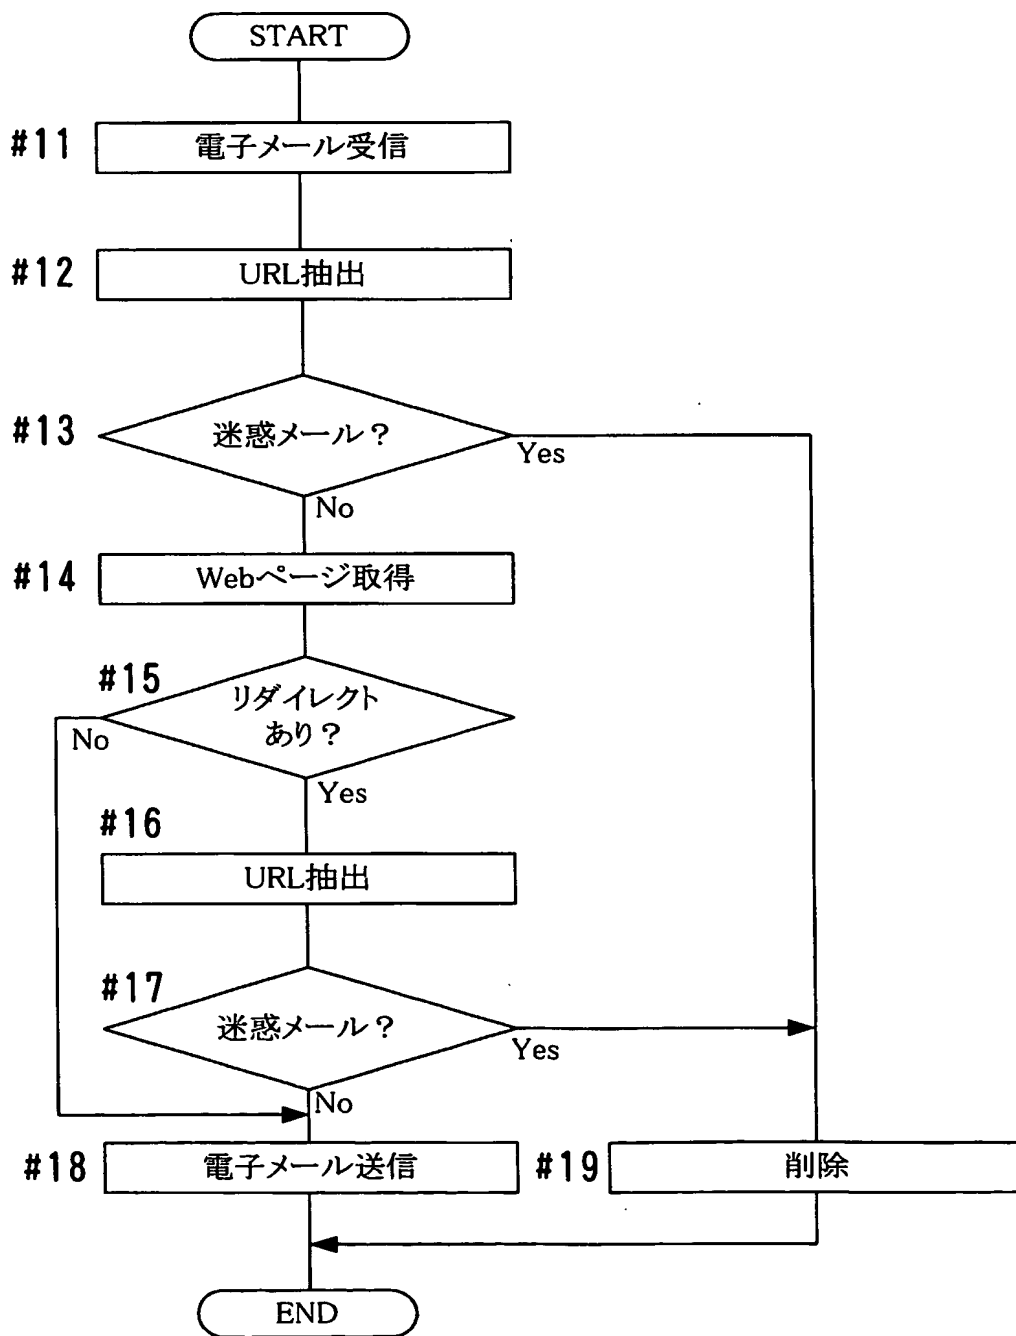 START
#11
電子メール受信
#12
URL抽出
#13
迷惑メール？
Yes
No
#14
Webページ取得
#15
リダイレクト
あり？
No
Yes
#16
URL抽出
#17
迷惑メール？
Yes
No
#18
電子メール送信
#19
削除
END